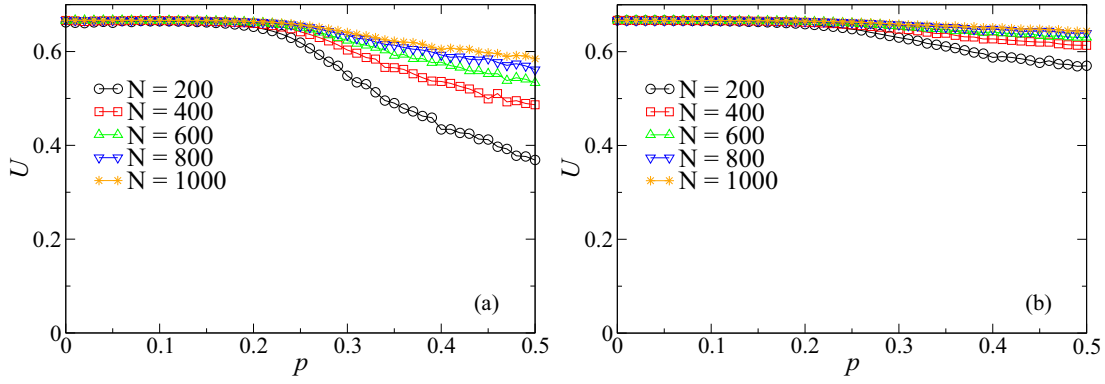 0.6
0.4
0.2
0
U
N = 200
N = 400
N = 600
N = 800
N = 1000
(a)
0 0.1 0.2 0.3 0.4 0.5
p
0.6
0.4
0.2
0
U
N = 200
N = 400
N = 600
N = 800
N = 1000
(b)
0 0.1 0.2 0.3 0.4 0.5
p